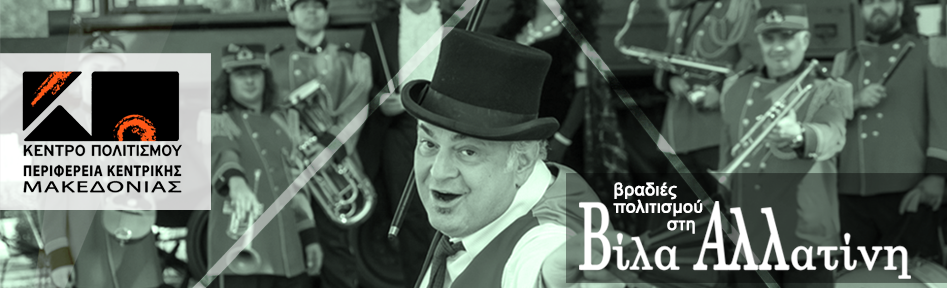 ΚΕΝΤΡΟ ΠΟΛΙΤΙΣΜΟΥ
ΠΕΡΙΦΕΡΕΙΑ ΚΕΝΤΡΙΚΗΣ
ΜΑΚΕΔΟΝΙΑΣ
βραδιές
πολιτισμού
στη
Βίλα Αλλατίνη